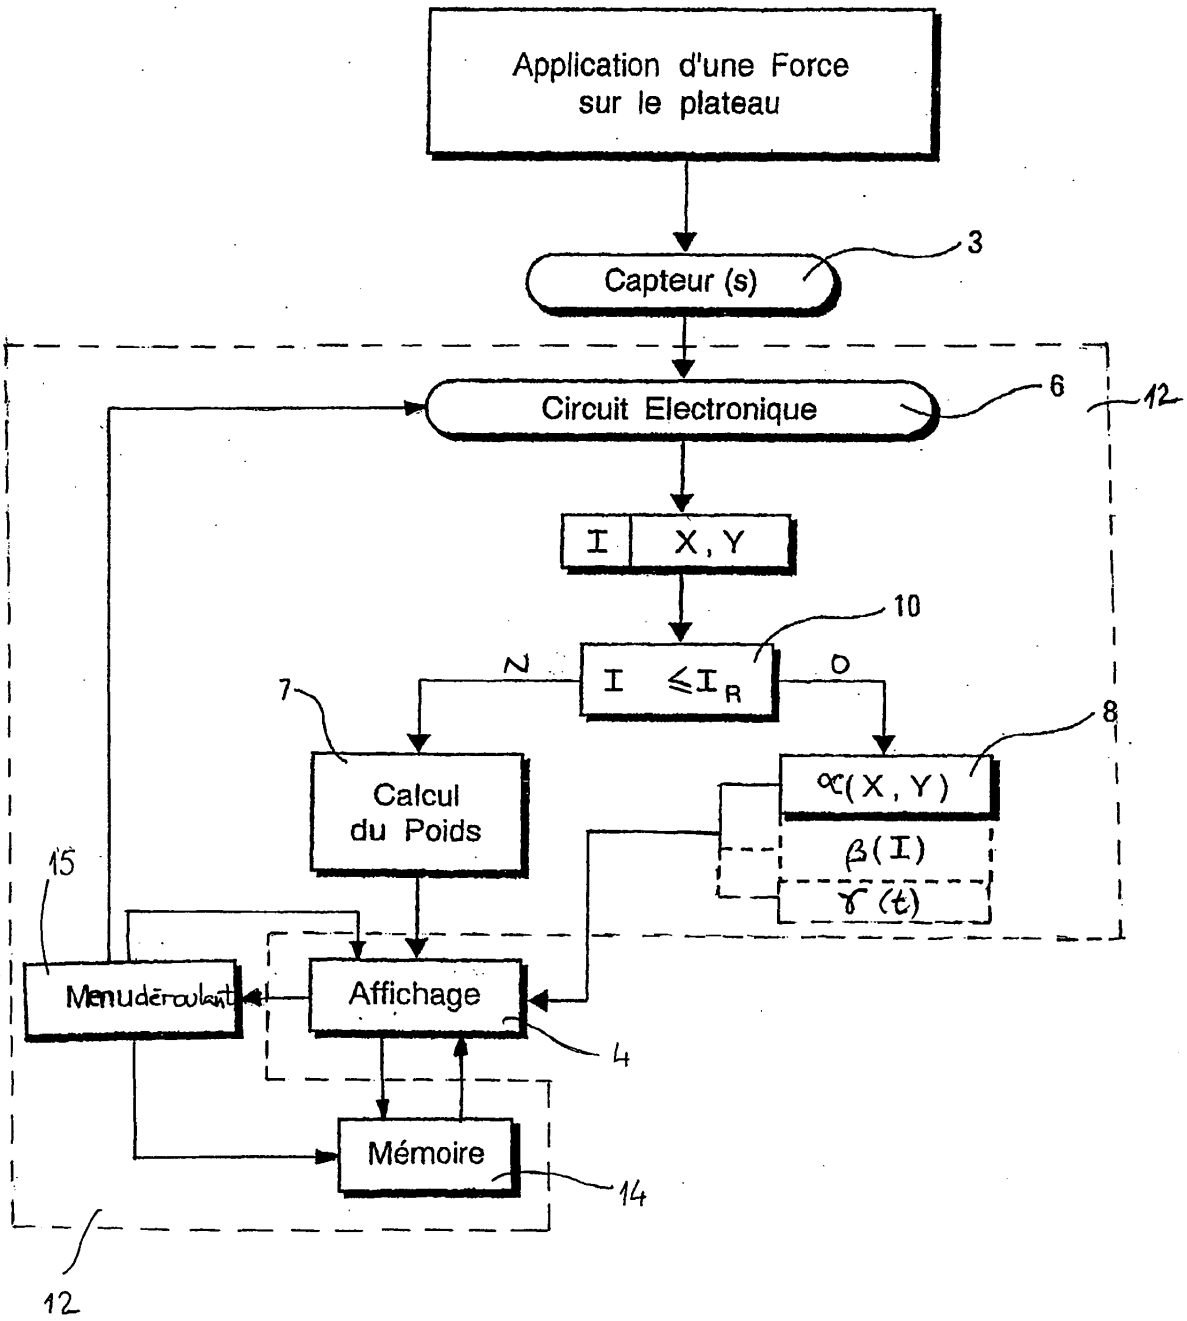 Application d'une Force
sur le plateau
3
Capteur (s)
6
12
Circuit Electronique
I X, Y
10
I ≤ I R
N
O
7
8
Calcul
du Poids
α(X, Y)
β(I)
γ(t)
15
Menu déroulant
Affichage
4
Mémoire
14
12